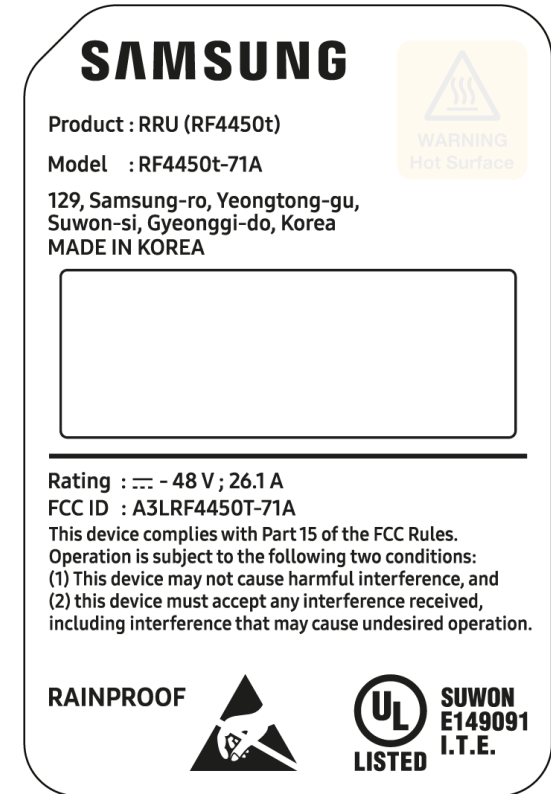 SAMSUNG
WARNING
Hot Surface
Product : RRU (RF4450t)
Model : RF4450t-71A
129, Samsung-ro, Yeongtong-gu,
Suwon-si, Gyeonggi-do, Korea
MADE IN KOREA
Rating : ⎓ - 48 V ; 26.1 A
FCC ID : A3LRF4450T-71A
This device complies with Part 15 of the FCC Rules.
Operation is subject to the following two conditions:
(1) This device may not cause harmful interference, and
(2) this device must accept any interference received,
including interference that may cause undesired operation.
RAINPROOF
UL
LISTED
SUWON
E149091
I.T.E.